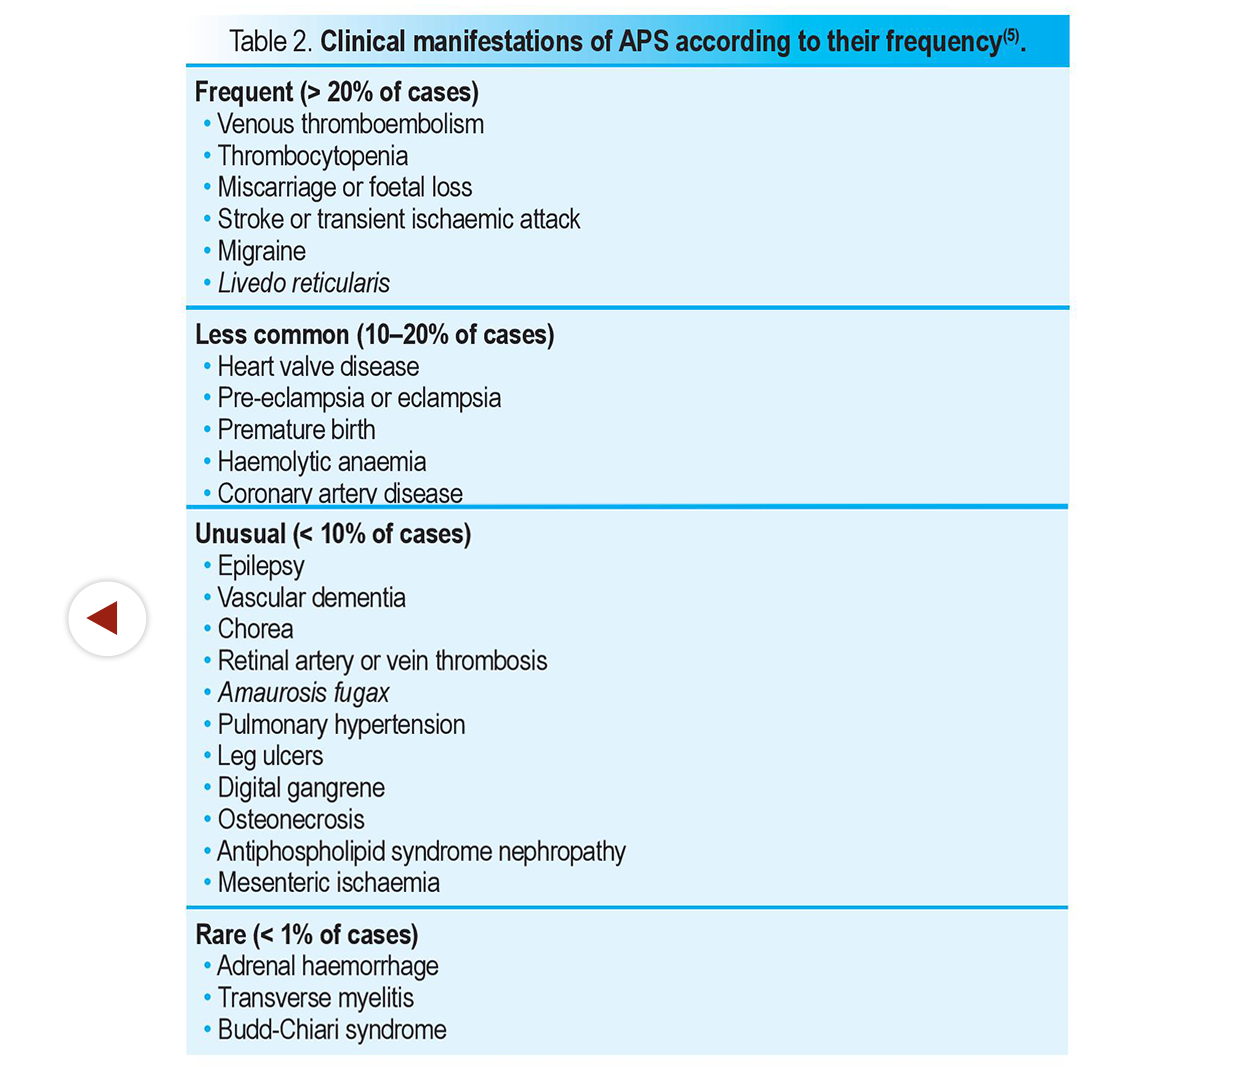 Table 2. Clinical manifestations of APS according to their frequency(5).
Frequent (> 20% of cases)
• Venous thromboembolism
• Thrombocytopenia
• Miscarriage or foetal loss
• Stroke or transient ischaemic attack
• Migraine
• Livedo reticularis
Less common (10–20% of cases)
• Heart valve disease
• Pre-eclampsia or eclampsia
• Premature birth
• Haemolytic anaemia
• Coronary artery disease
Unusual (< 10% of cases)
• Epilepsy
• Vascular dementia
• Chorea
• Retinal artery or vein thrombosis
• Amaurosis fugax
• Pulmonary hypertension
• Leg ulcers
• Digital gangrene
• Osteonecrosis
• Antiphospholipid syndrome nephropathy
• Mesenteric ischaemia
Rare (< 1% of cases)
• Adrenal haemorrhage
• Transverse myelitis
• Budd-Chiari syndrome